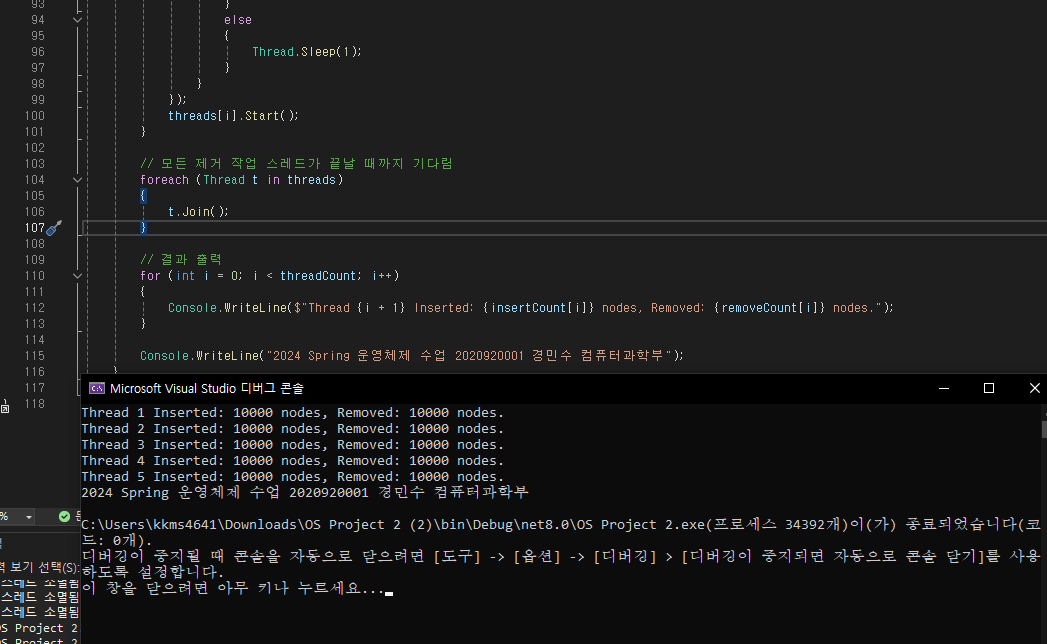 93 }
94 else
95 {
96 Thread.Sleep(1);
97 }
98 }
99 });
100 threads[i].Start();
101 }
102
103 // 모든 제거 작업 스레드가 끝날 때까지 기다림
104 foreach (Thread t in threads)
105 {
106 t.Join();
107 }
108
109 // 결과 출력
110 for (int i = 0; i < threadCount; i++)
111 {
112 Console.WriteLine($"Thread {i + 1} Inserted: {insertCount[i]} nodes, Removed: {removeCount[i]} nodes.");
113 }
114
115 Console.WriteLine("2024 Spring 운영체제 수업 2020920001 경민수 컴퓨터과학부");
116 }
117
118
Microsoft Visual Studio 디버그 콘솔
Thread 1 Inserted: 10000 nodes, Removed: 10000 nodes.
Thread 2 Inserted: 10000 nodes, Removed: 10000 nodes.
Thread 3 Inserted: 10000 nodes, Removed: 10000 nodes.
Thread 4 Inserted: 10000 nodes, Removed: 10000 nodes.
Thread 5 Inserted: 10000 nodes, Removed: 10000 nodes.
2024 Spring 운영체제 수업 2020920001 경민수 컴퓨터과학부
C:\Users\kkms4641\Downloads\OS Project 2 (2)\bin\Debug\net8.0\OS Project 2.exe(프로세스 34392개)이(가) 종료되었습니다(코
드: 0개).
디버깅이 중지될 때 콘솔을 자동으로 닫으려면 [도구] -> [옵션] -> [디버깅] > [디버깅이 중지되면 자동으로 콘솔 닫기]를 사용
하도록 설정합니다.
이 창을 닫으려면 아무 키나 누르세요...
%
보기 선택(S):
스레드 소멸됨
스레드 소멸됨
스레드 소멸됨
OS Project 2
OS Project 2